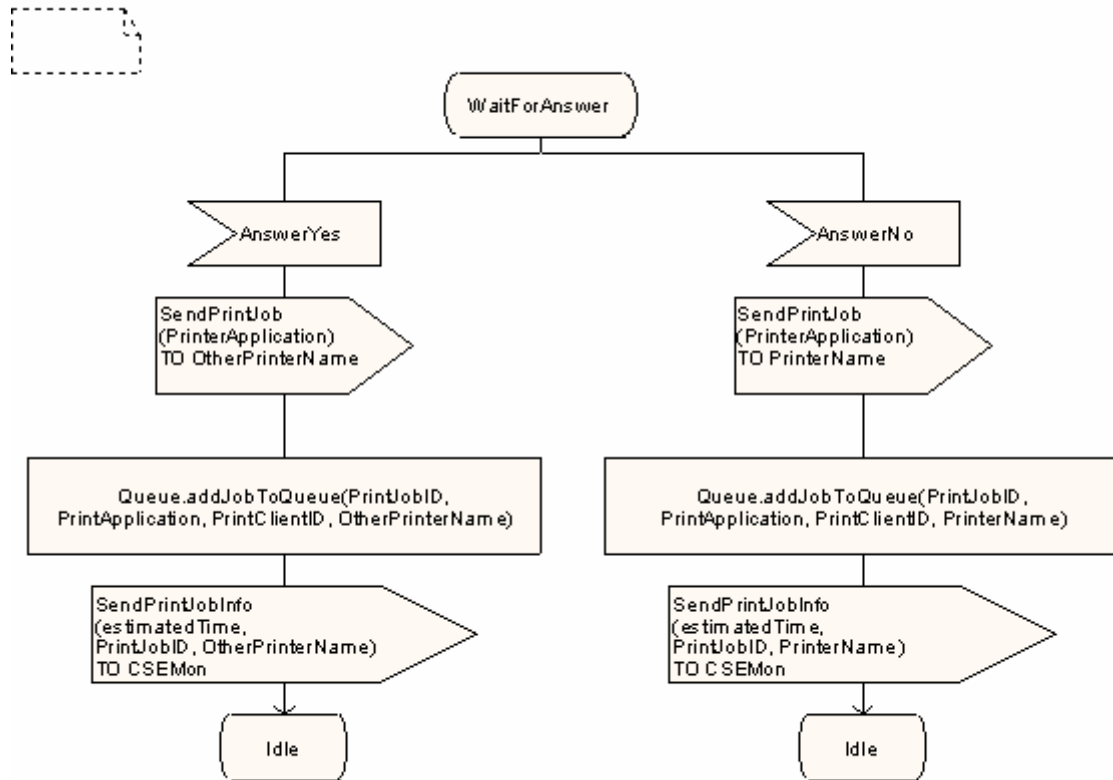 WaitForAnswer
AnswerYes
AnswerNo
SendPrintJob
(PrinterApplication)
TO OtherPrinterName
SendPrintJob
(PrinterApplication)
TO PrinterName
Queue.addJobToQueue(PrintJobID,
PrintApplication, PrintClientID, OtherPrinterName)
Queue.addJobToQueue(PrintJobID,
PrintApplication, PrintClientID, PrinterName)
SendPrintJobInfo
(estimatedTime,
PrintJobID, OtherPrinterName)
TO CSEMon
SendPrintJobInfo
(estimatedTime,
PrintJobID, PrinterName)
TO CSEMon
Idle
Idle